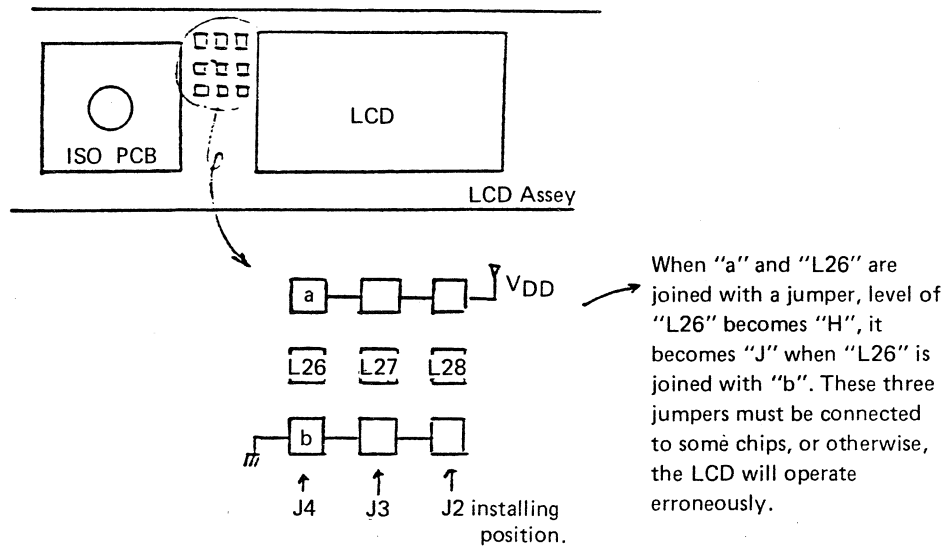 LCD
ISO PCB
LCD Assey
a
VDD
L26 L27 L28
b
J4 J3 J2 installing
position.
When "a" and "L26" are
joined with a jumper, level of
"L26" becomes "H", it
becomes "J" when "L26" is
joined with "b". These three
jumpers must be connected
to some chips, or otherwise,
the LCD will operate
erroneously.